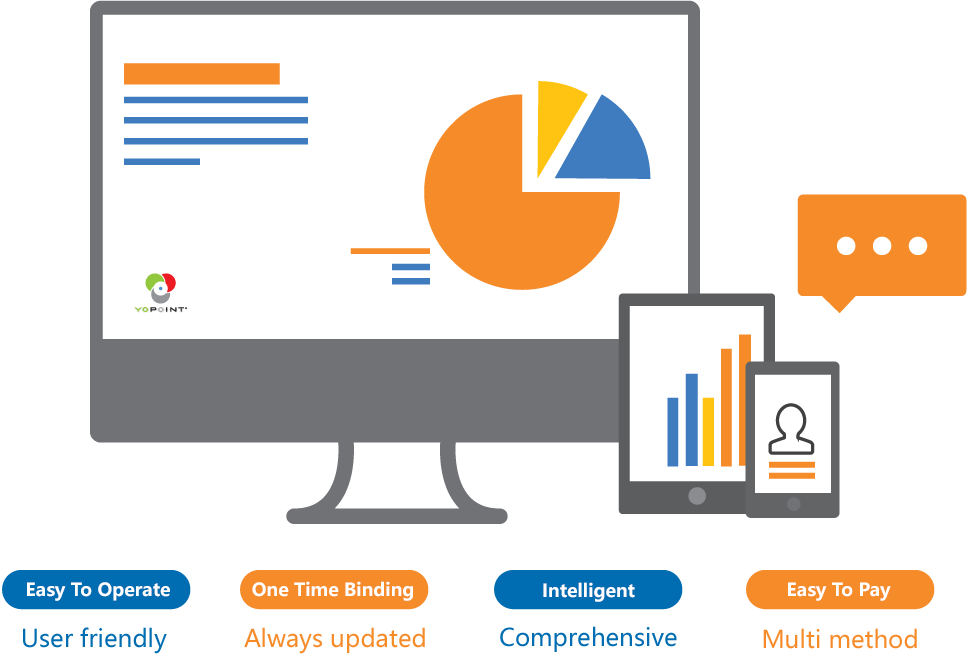 YOPOINT
Easy To Operate
One Time Binding
Intelligent
Easy To Pay
User friendly
Always updated
Comprehensive
Multi method